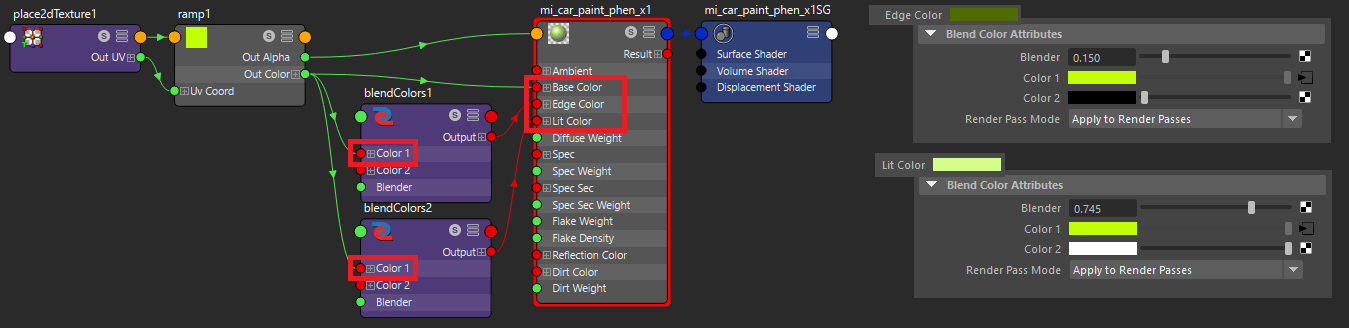 place2dTexture1
Out UV
ramp1
Out Alpha
Out Color
Uv Coord
blendColors1
Output
Color 1
Color 2
Blender
blendColors2
Output
Color 1
Color 2
Blender
mi_car_paint_phen_x1
Result
Ambient
Base Color
Edge Color
Lit Color
Diffuse Weight
Spec
Spec Weight
Spec Sec
Spec Sec Weight
Flake Weight
Flake Density
Reflection Color
Dirt Color
Dirt Weight
mi_car_paint_phen_x1SG
Surface Shader
Volume Shader
Displacement Shader
Edge Color
Blend Color Attributes
Blender 0.150
Color 1
Color 2
Render Pass Mode Apply to Render Passes
Lit Color
Blend Color Attributes
Blender 0.745
Color 1
Color 2
Render Pass Mode Apply to Render Passes